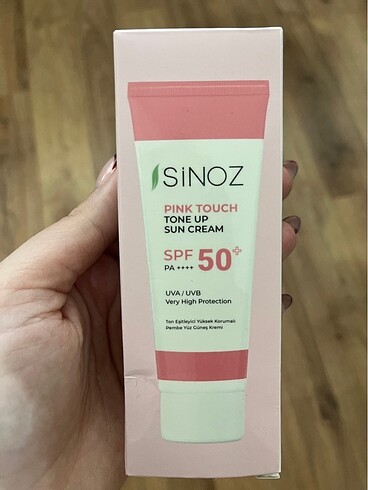 SiNOZ
PINK TOUCH
TONE UP
SUN CREAM
SPF 50+
PA ++++
UVA / UVB
Very High Protection
Ton Eşitleyici Yüksek Korumalı
Pembe Yüz Güneş Kremi